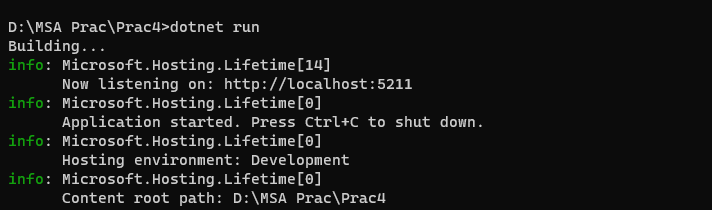 D:\MSA Prac\Prac4>dotnet run
Building...
info: Microsoft.Hosting.Lifetime[14]
      Now listening on: http://localhost:5211
info: Microsoft.Hosting.Lifetime[0]
      Application started. Press Ctrl+C to shut down.
info: Microsoft.Hosting.Lifetime[0]
      Hosting environment: Development
info: Microsoft.Hosting.Lifetime[0]
      Content root path: D:\MSA Prac\Prac4